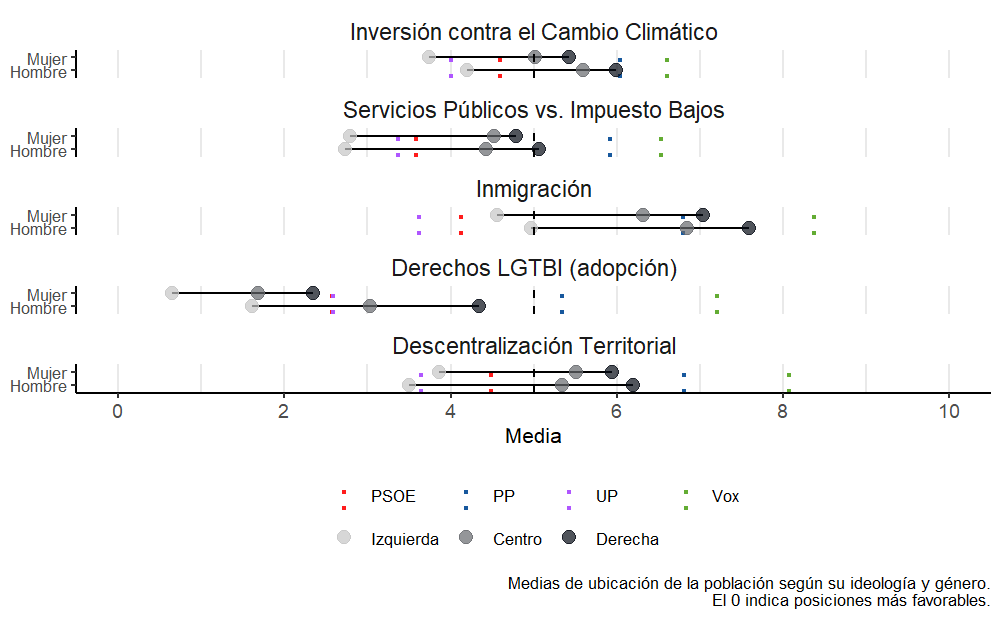 Inversión contra el Cambio Climático
Mujer
Hombre
Servicios Públicos vs. Impuesto Bajos
Mujer
Hombre
Inmigración
Mujer
Hombre
Derechos LGTBI (adopción)
Mujer
Hombre
Descentralización Territorial
Mujer
Hombre
0 2 4 6 8 10
Media
PSOE PP UP Vox
Izquierda Centro Derecha
Medias de ubicación de la población según su ideología y género.
El 0 indica posiciones más favorables.